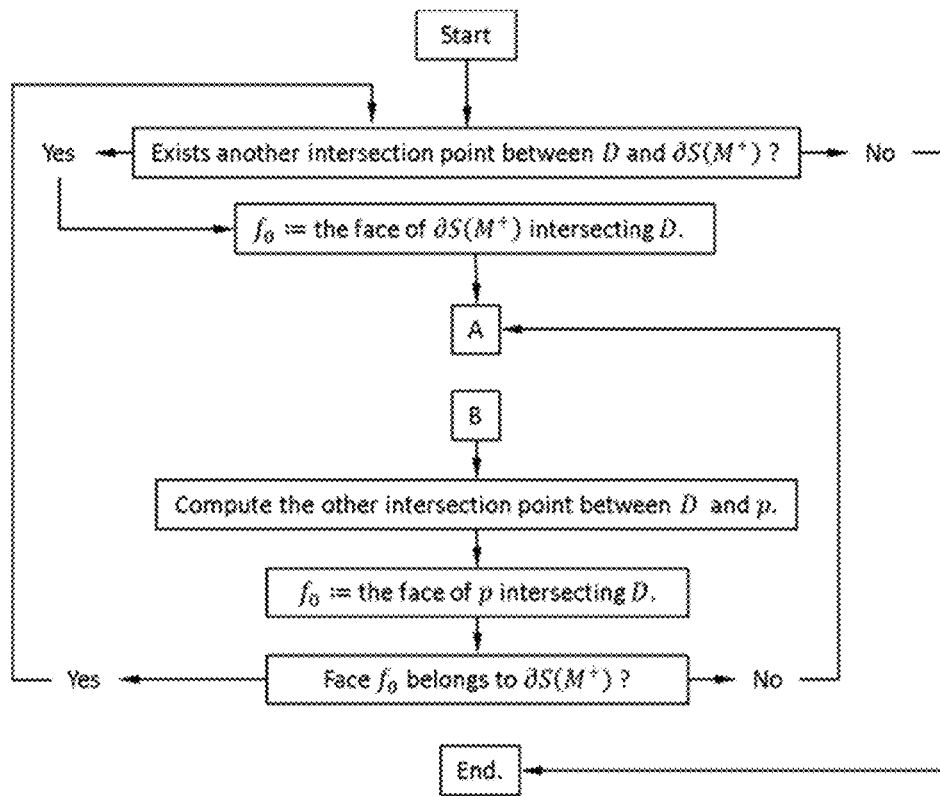 Start
Yes
Exists another intersection point between D and ∂S(M⁺) ?
No
f₀ ≔ the face of ∂S(M⁺) intersecting D.
A
B
Compute the other intersection point between D and p.
f₀ ≔ the face of p intersecting D.
Yes
Face f₀ belongs to ∂S(M⁺) ?
No
End.